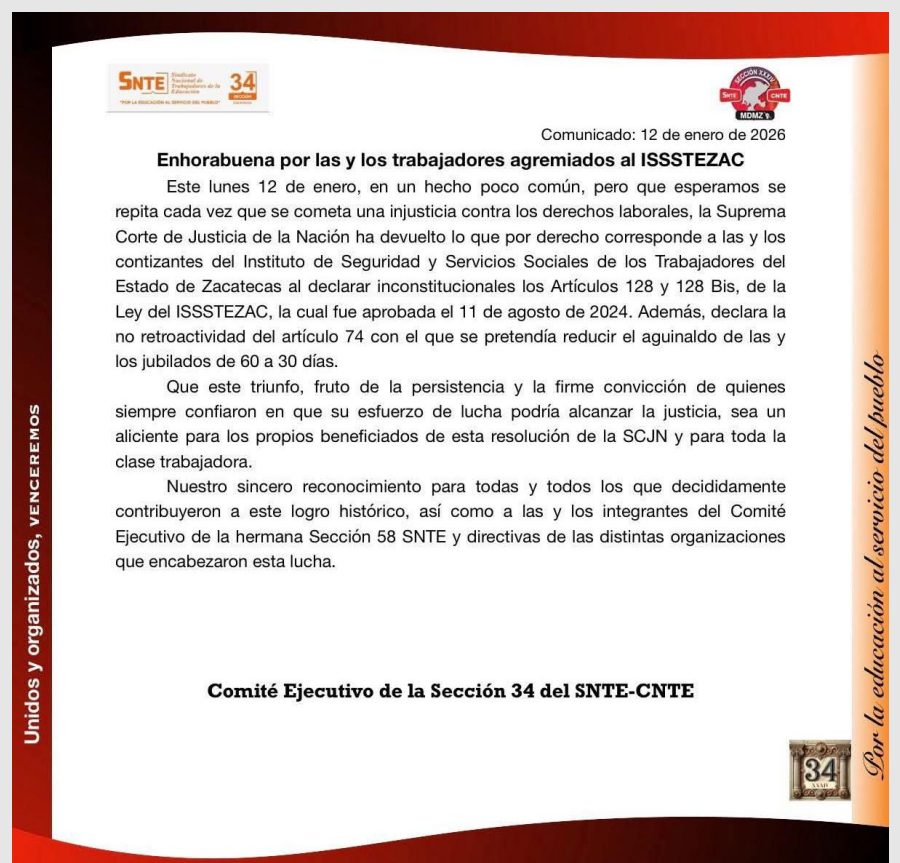 SNTE
Sindicato
Nacional de
Trabajadores de la
Educación
34
SECCIÓN
"POR LA EDUCACIÓN AL SERVICIO DEL PUEBLO"
SECCIÓN XXXIV
SNTE
CNTE
MDMZ
Comunicado: 12 de enero de 2026
Enhorabuena por las y los trabajadores agremiados al ISSSTEZAC
Este lunes 12 de enero, en un hecho poco común, pero que esperamos se
repita cada vez que se cometa una injusticia contra los derechos laborales, la Suprema
Corte de Justicia de la Nación ha devuelto lo que por derecho corresponde a las y los
contizantes del Instituto de Seguridad y Servicios Sociales de los Trabajadores del
Estado de Zacatecas al declarar inconstitucionales los Artículos 128 y 128 Bis, de la
Ley del ISSSTEZAC, la cual fue aprobada el 11 de agosto de 2024. Además, declara la
no retroactividad del artículo 74 con el que se pretendía reducir el aguinaldo de las y
los jubilados de 60 a 30 días.
Que este triunfo, fruto de la persistencia y la firme convicción de quienes
siempre confiaron en que su esfuerzo de lucha podría alcanzar la justicia, sea un
aliciente para los propios beneficiados de esta resolución de la SCJN y para toda la
clase trabajadora.
Nuestro sincero reconocimiento para todas y todos los que decididamente
contribuyeron a este logro histórico, así como a las y los integrantes del Comité
Ejecutivo de la hermana Sección 58 SNTE y directivas de las distintas organizaciones
que encabezaron esta lucha.
Comité Ejecutivo de la Sección 34 del SNTE-CNTE
Unidos y organizados, VENCEREMOS
Por la educación al servicio del pueblo
34
XXXIV